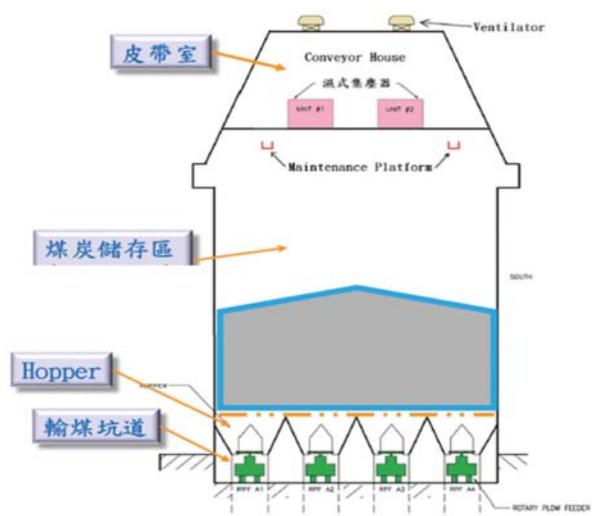 Ventilator
皮帶室
Conveyor House
濕式集塵器
UNIT #1
UNIT #2
Maintenance Platform
煤炭儲存區
SOUTH
Hopper
HOPPER
輸煤坑道
RPF A1
RPF A2
RPF A3
RPF A4
ROTARY PLOW FEEDER